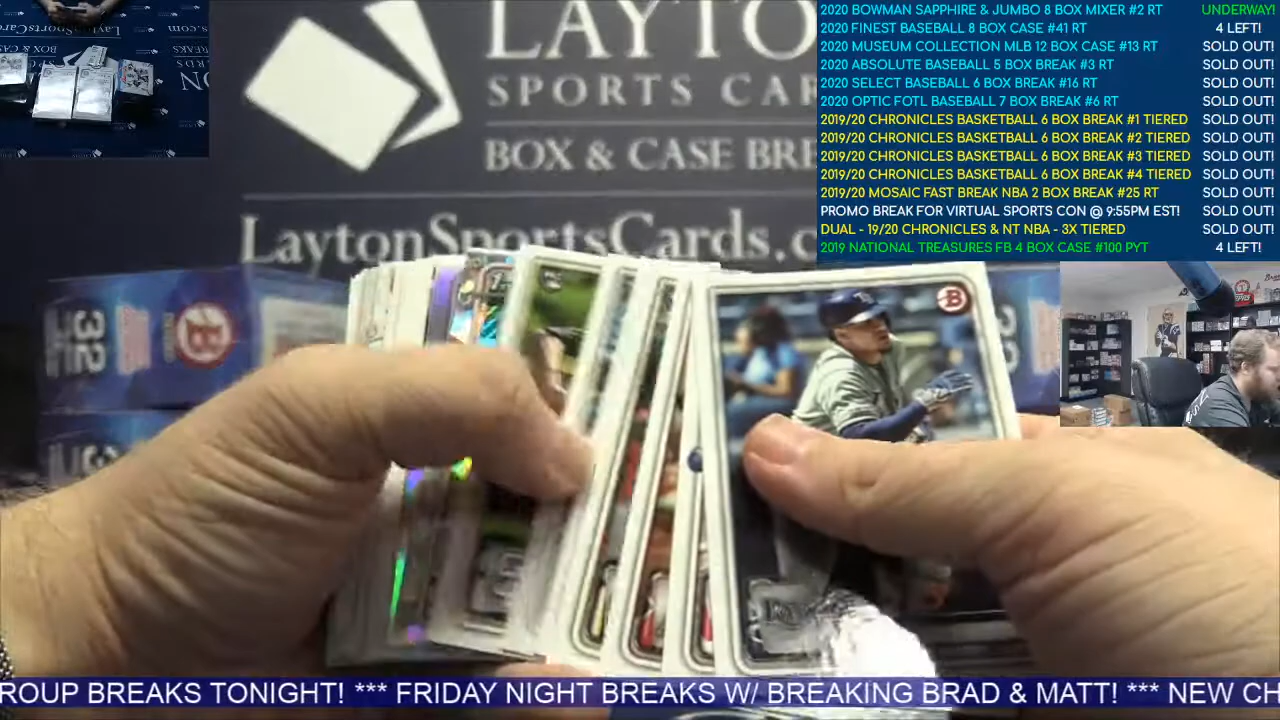 2020 BOWMAN SAPPHIRE & JUMBO 8 BOX MIXER #2 RT UNDERWAY!
2020 FINEST BASEBALL 8 BOX CASE #41 RT 4 LEFT!
2020 MUSEUM COLLECTION MLB 12 BOX CASE #13 RT SOLD OUT!
2020 ABSOLUTE BASEBALL 5 BOX BREAK #3 RT SOLD OUT!
2020 SELECT BASEBALL 6 BOX BREAK #16 RT SOLD OUT!
2020 OPTIC FOTL BASEBALL 7 BOX BREAK #6 RT SOLD OUT!
2019/20 CHRONICLES BASKETBALL 6 BOX BREAK #1 TIERED SOLD OUT!
2019/20 CHRONICLES BASKETBALL 6 BOX BREAK #2 TIERED SOLD OUT!
2019/20 CHRONICLES BASKETBALL 6 BOX BREAK #3 TIERED SOLD OUT!
2019/20 CHRONICLES BASKETBALL 6 BOX BREAK #4 TIERED SOLD OUT!
2019/20 MOSAIC FAST BREAK NBA 2 BOX BREAK #25 RT SOLD OUT!
PROMO BREAK FOR VIRTUAL SPORTS CON @ 9:55PM EST! SOLD OUT!
DUAL - 19/20 CHRONICLES & NT NBA - 3X TIERED SOLD OUT!
2019 NATIONAL TREASURES FB 4 BOX CASE #100 PYT 4 LEFT!
LAYTO
SPORTS CAR
BOX & CASE BRE
LaytonSportsCards.c
32
B
B
ROUP BREAKS TONIGHT! *** FRIDAY NIGHT BREAKS W/ BREAKING BRAD & MATT! *** NEW CH